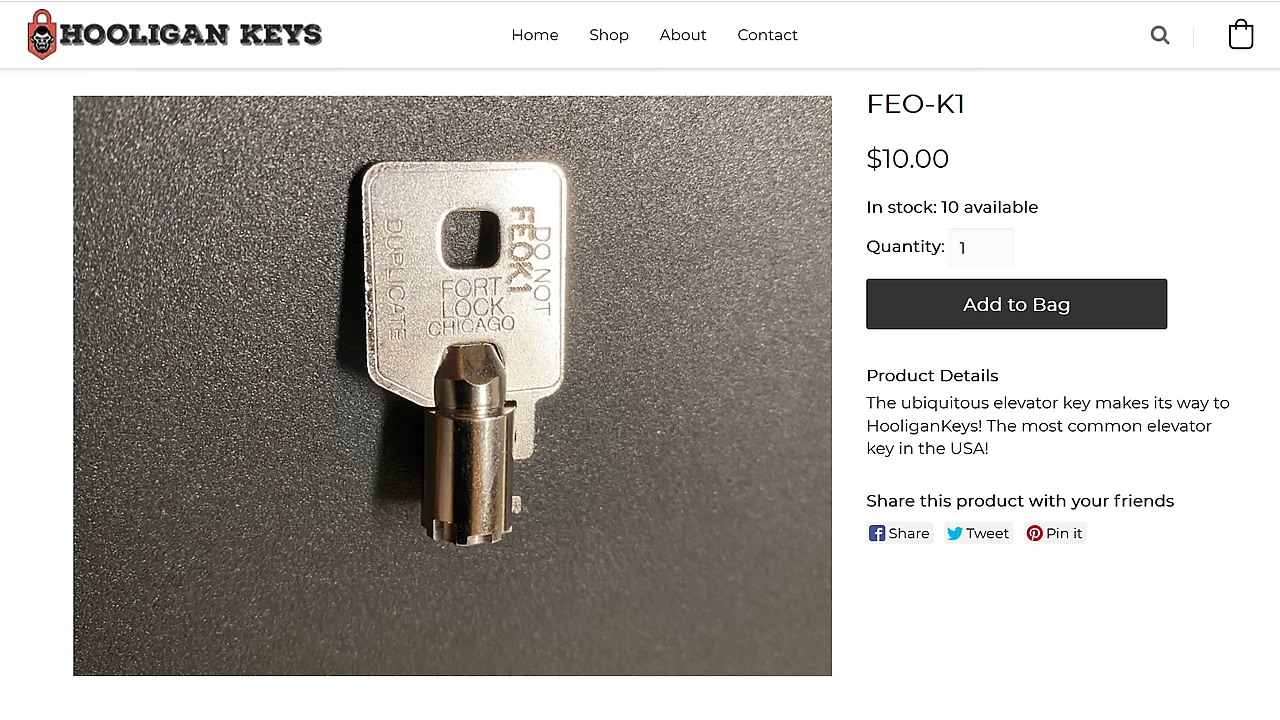 HOOLIGAN KEYS
Home
Shop
About
Contact
FEO-K1
$10.00
In stock: 10 available
Quantity: 1
Add to Bag
Product Details
The ubiquitous elevator key makes its way to
HooliganKeys! The most common elevator
key in the USA!
Share this product with your friends
Share
Tweet
Pin it
DO NOT
DUPLICATE
FEOK1
FORT
LOCK
CHICAGO